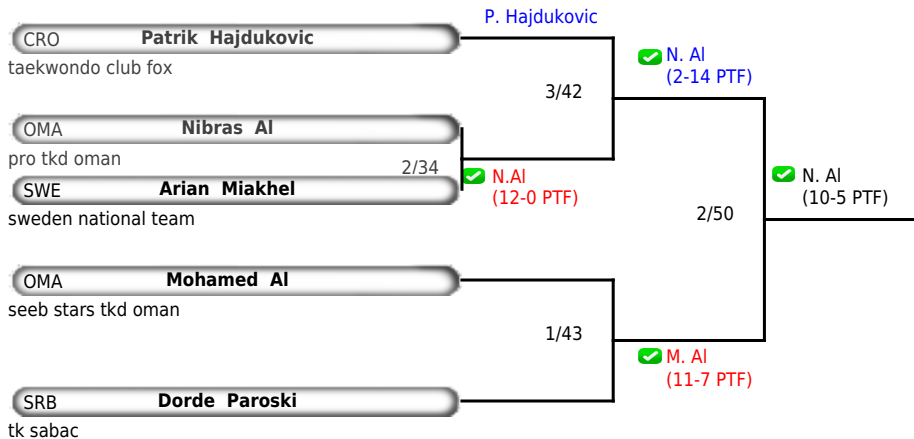 P. Hajdukovic
CRO Patrik Hajdukovic
taekwondo club fox
N. Al
(2-14 PTF)
3/42
OMA Nibras Al
pro tkd oman
2/34
N.Al
(12-0 PTF)
SWE Arian Miakhel
sweden national team
N. Al
(10-5 PTF)
2/50
OMA Mohamed Al
seeb stars tkd oman
1/43
M. Al
(11-7 PTF)
SRB Dorde Paroski
tk sabac